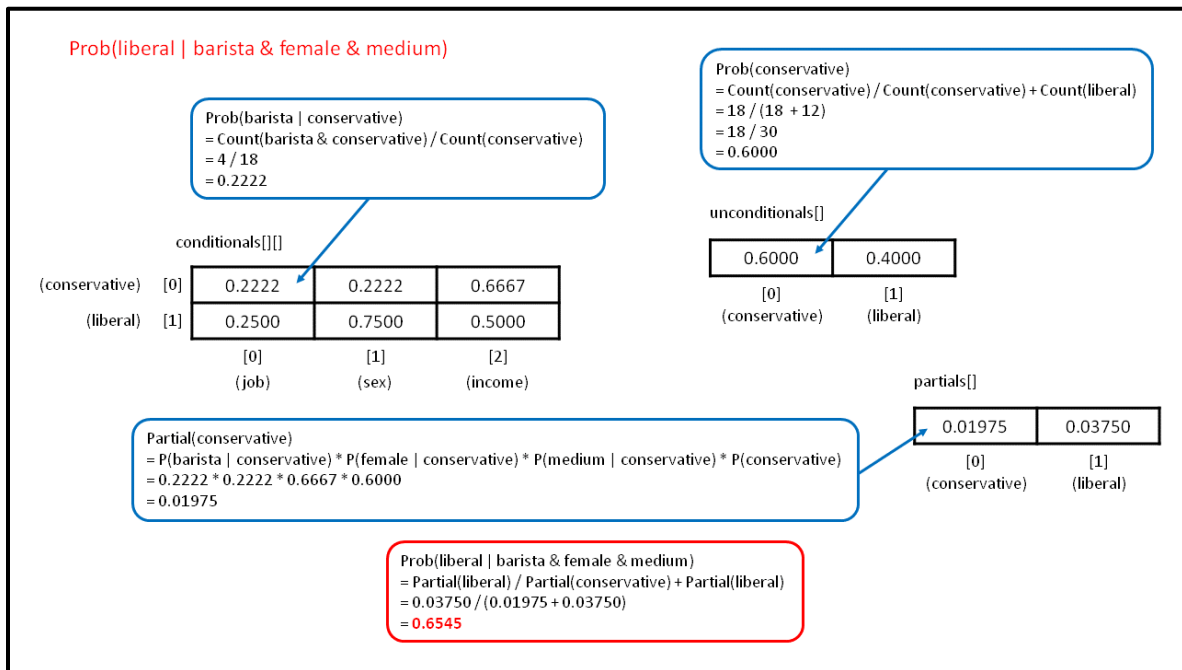 Prob(liberal | barista & female & medium)
Prob(conservative)
= Count(conservative) / Count(conservative) + Count(liberal)
= 18 / (18 + 12)
= 18 / 30
= 0.6000
Prob(barista | conservative)
= Count(barista & conservative) / Count(conservative)
= 4 / 18
= 0.2222
unconditionals[]
0.6000 0.4000
[0] [1]
(conservative) (liberal)
conditionals[][]
(conservative) [0] 0.2222 0.2222 0.6667
(liberal) [1] 0.2500 0.7500 0.5000
[0] [1] [2]
(job) (sex) (income)
partials[]
0.01975 0.03750
[0] [1]
(conservative) (liberal)
Partial(conservative)
= P(barista | conservative) * P(female | conservative) * P(medium | conservative) * P(conservative)
= 0.2222 * 0.2222 * 0.6667 * 0.6000
= 0.01975
Prob(liberal | barista & female & medium)
= Partial(liberal) / Partial(conservative) + Partial(liberal)
= 0.03750 / (0.01975 + 0.03750)
= 0.6545